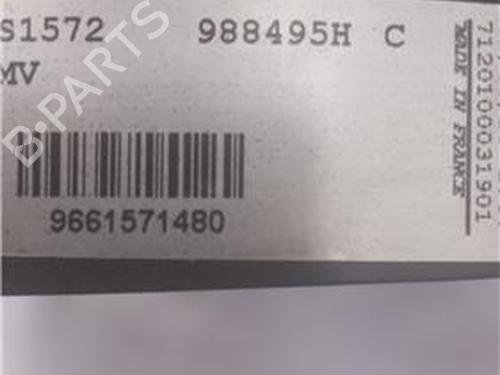 S1572 988495H C
MV
9661571480
MADE IN FRANCE
7120100031901
B-PARTS